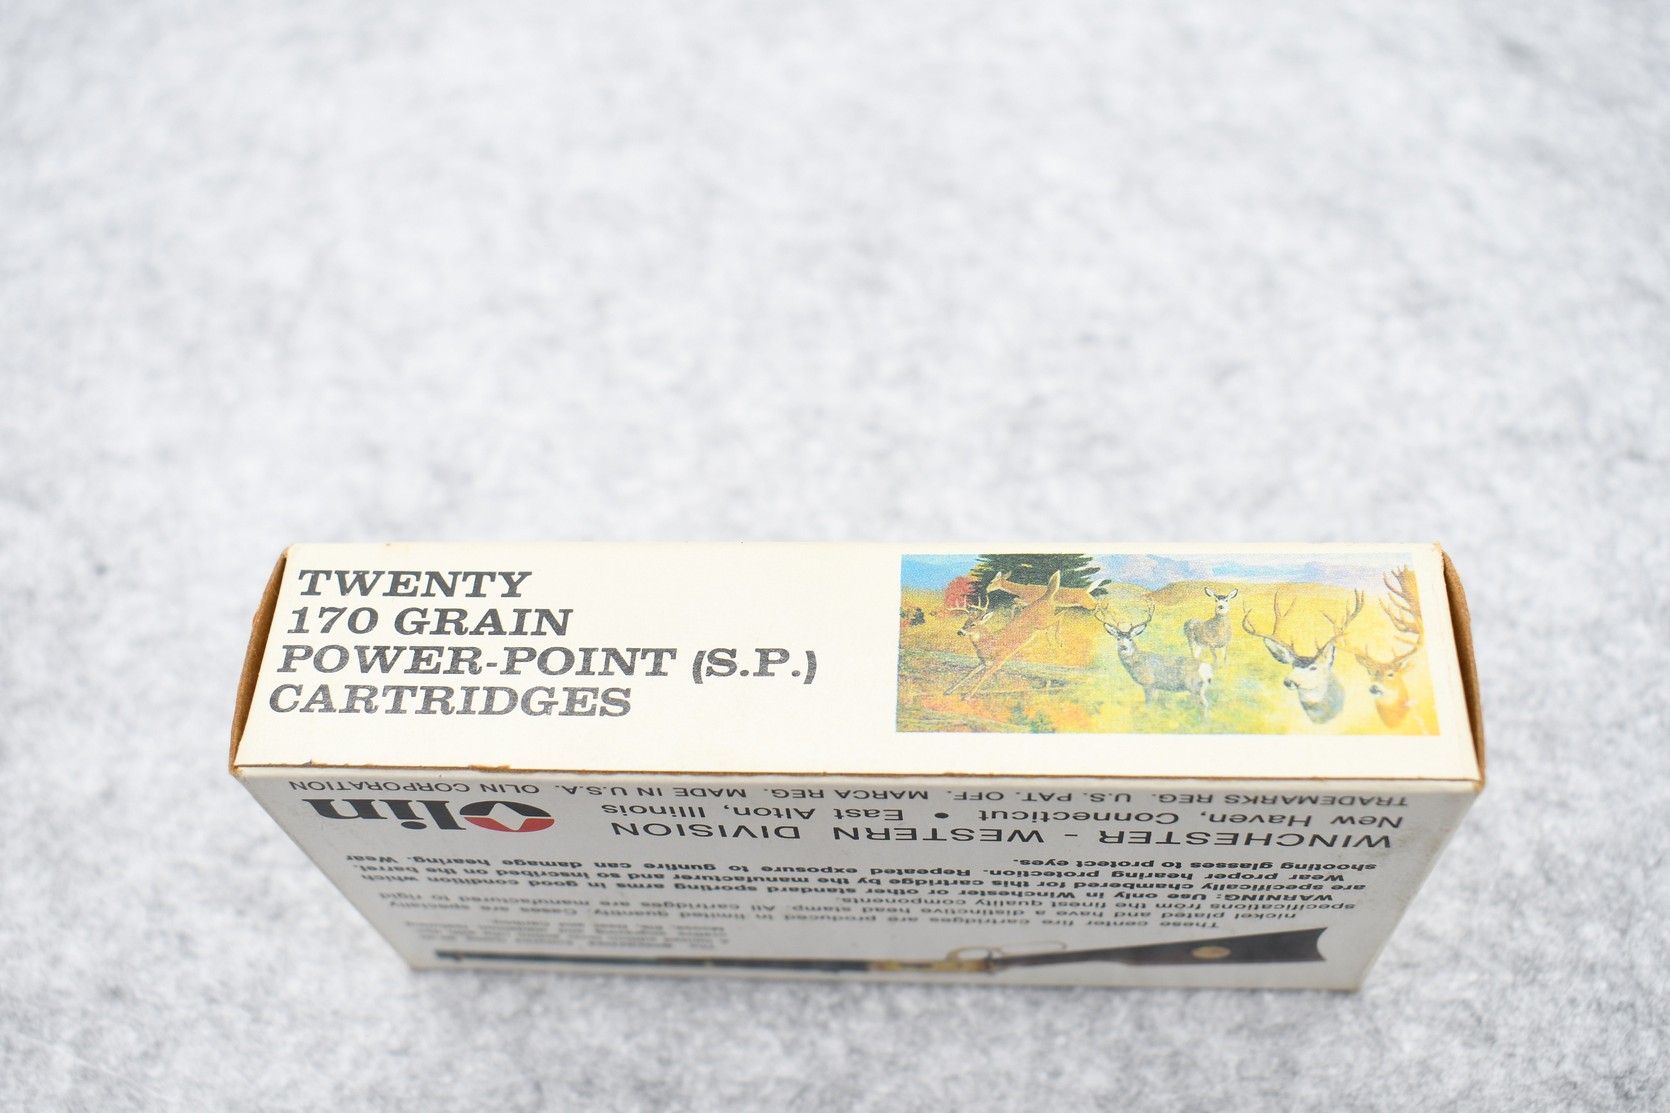 TWENTY
170 GRAIN
POWER-POINT (S.P.)
CARTRIDGES
These center fire cartridges are produced in limited quantity. Cases are specially
nickel plated and have a distinctive head stamp. All cartridges are manufactured to rigid
specifications from the finest quality components.
WARNING: Use only in Winchester or other standard sporting arms in good condition which
are specifically chambered for this cartridge by the manufacturer and so inscribed on the barrel.
Wear proper hearing protection. Repeated exposure to gunfire can damage hearing. Wear
shooting glasses to protect eyes.
WINCHESTER - WESTERN DIVISION
New Haven, Connecticut • East Alton, Illinois
Olin
TRADEMARKS REG. U.S. PAT. OFF. MARCA REG. MADE IN U.S.A. OLIN CORPORATION